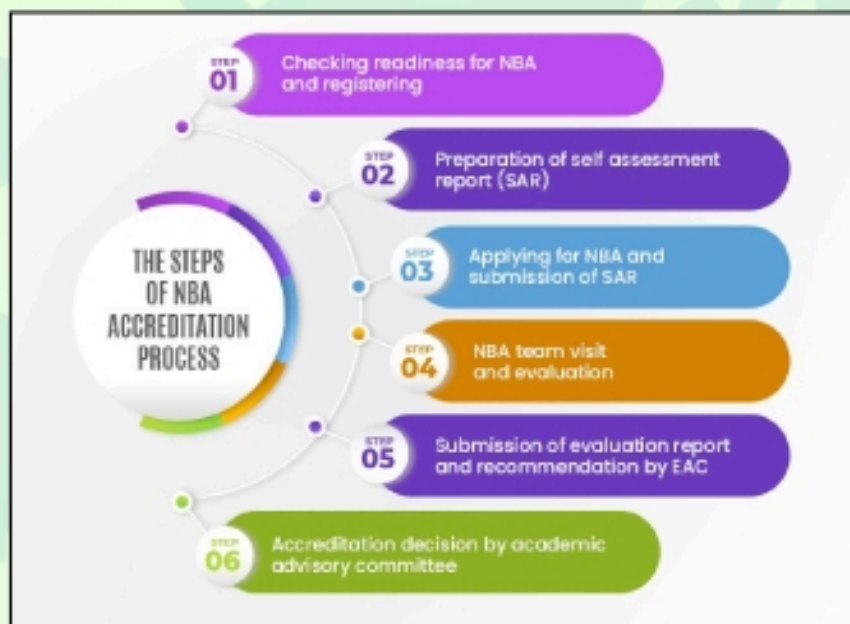 STEP
01
Checking readiness for NBA
and registering
STEP
02
Preparation of self assessment
report (SAR)
THE STEPS
OF NBA
ACCREDITATION
PROCESS
STEP
03
Applying for NBA and
submission of SAR
STEP
04
NBA team visit
and evaluation
STEP
05
Submission of evaluation report
and recommendation by EAC
STEP
06
Accreditation decision by academic
advisory committee